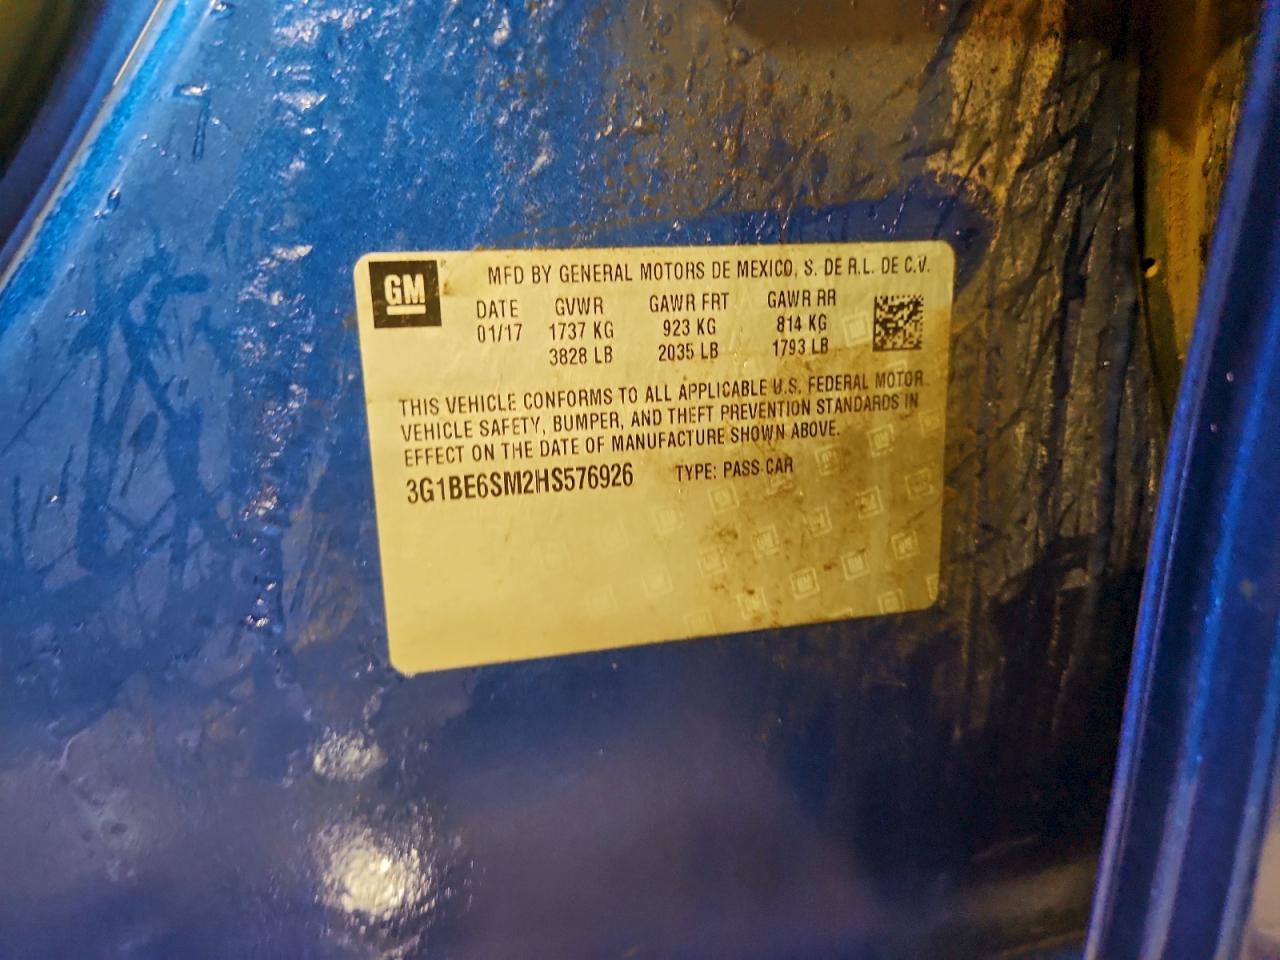 GM
MFD BY GENERAL MOTORS DE MEXICO, S. DE R.L. DE C.V.
DATE GVWR GAWR FRT GAWR RR
01/17 1737 KG 923 KG 814 KG
3828 LB 2035 LB 1793 LB
THIS VEHICLE CONFORMS TO ALL APPLICABLE U.S. FEDERAL MOTOR
VEHICLE SAFETY, BUMPER, AND THEFT PREVENTION STANDARDS IN
EFFECT ON THE DATE OF MANUFACTURE SHOWN ABOVE.
3G1BE6SM2HS576926 TYPE: PASS CAR